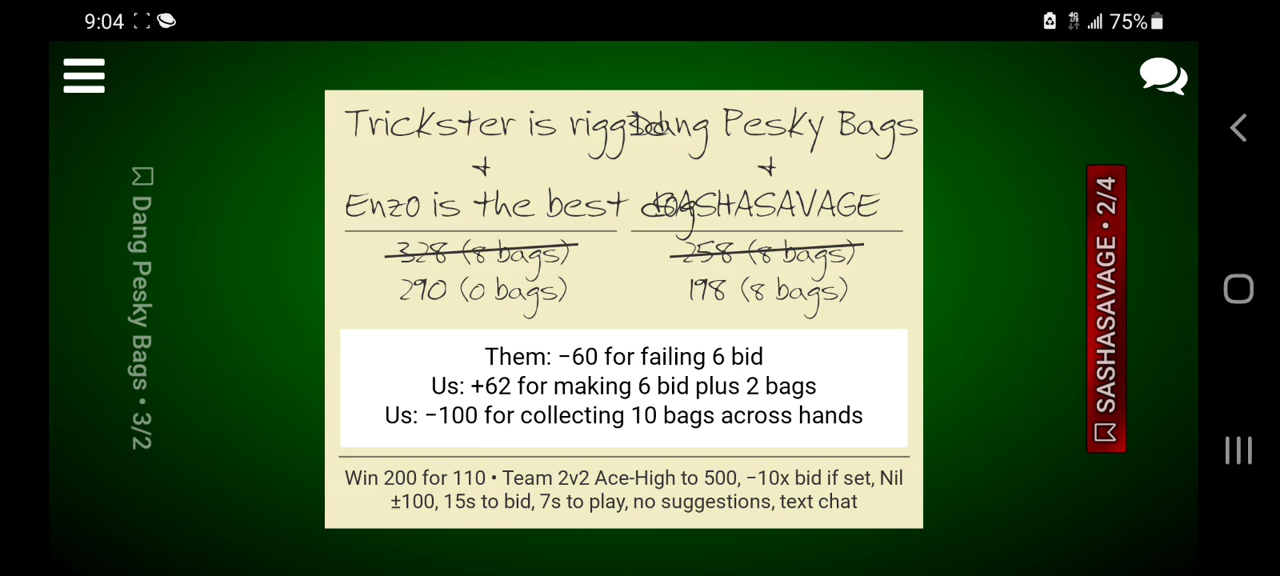 9:04
75%
Trickster is rigged Dang Pesky Bags
+ +
Enzo is the best dog SASHASAVAGE
328 (8 bags) 258 (8 bags)
290 (0 bags) 198 (8 bags)
Them: −60 for failing 6 bid
Us: +62 for making 6 bid plus 2 bags
Us: −100 for collecting 10 bags across hands
Win 200 for 110 • Team 2v2 Ace-High to 500, −10x bid if set, Nil
±100, 15s to bid, 7s to play, no suggestions, text chat
Dang Pesky Bags • 3/2
SASHASAVAGE • 2/4